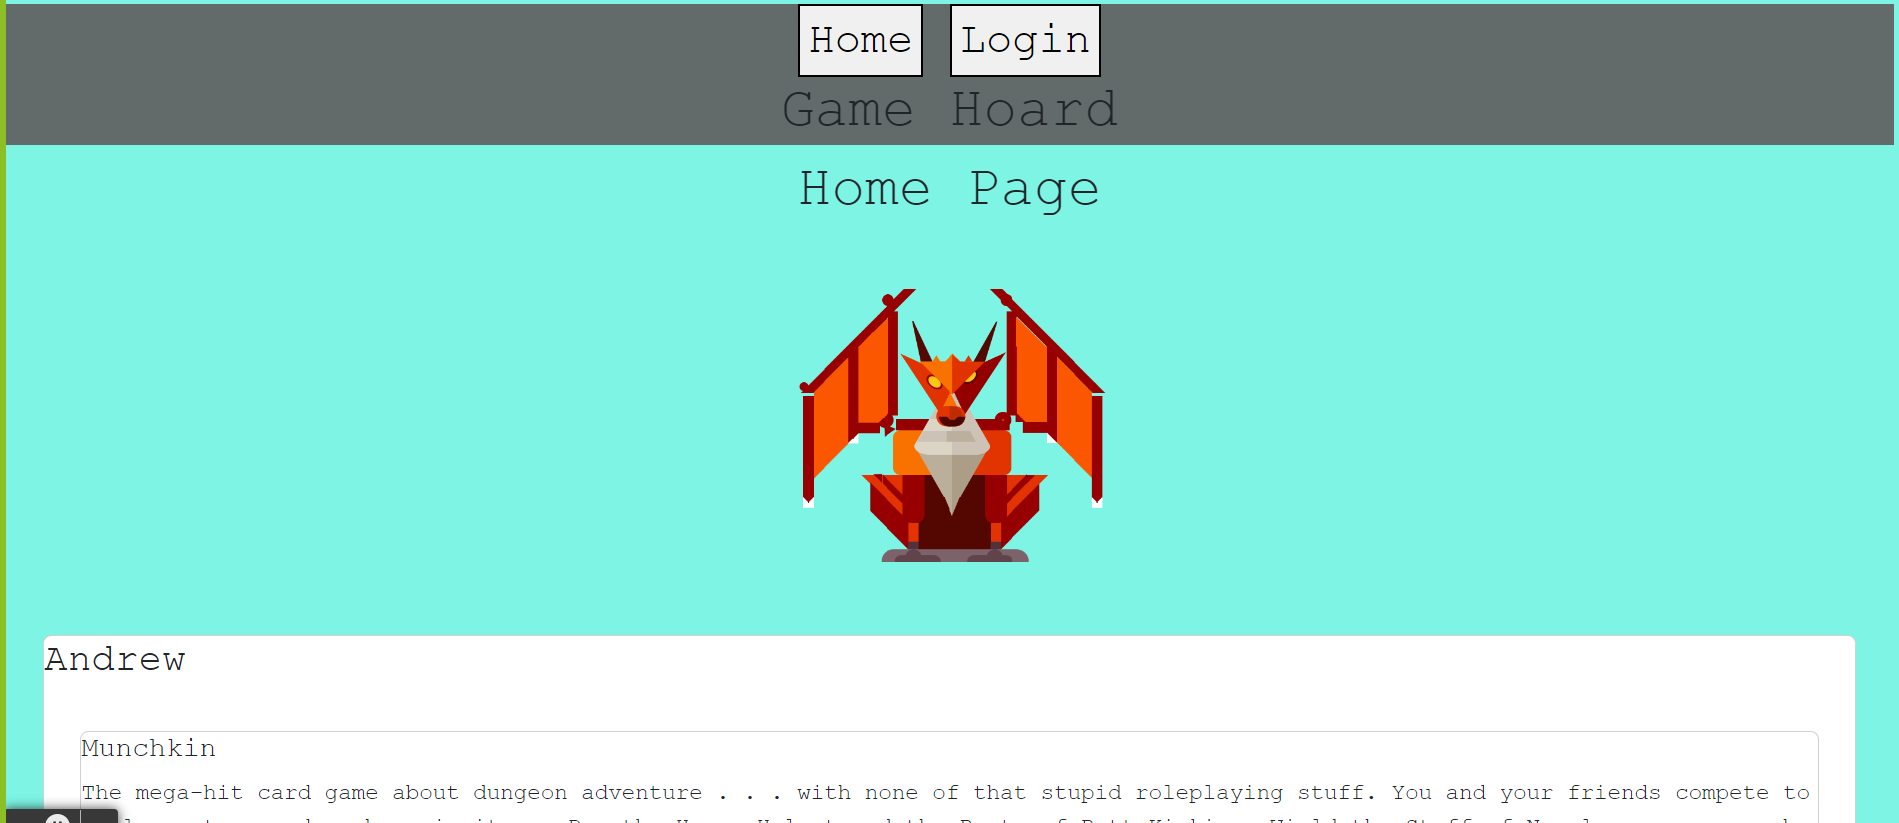 Home Login
Game Hoard
Home Page
Andrew
Munchkin
The mega-hit card game about dungeon adventure . . . with none of that stupid roleplaying stuff. You and your friends compete to